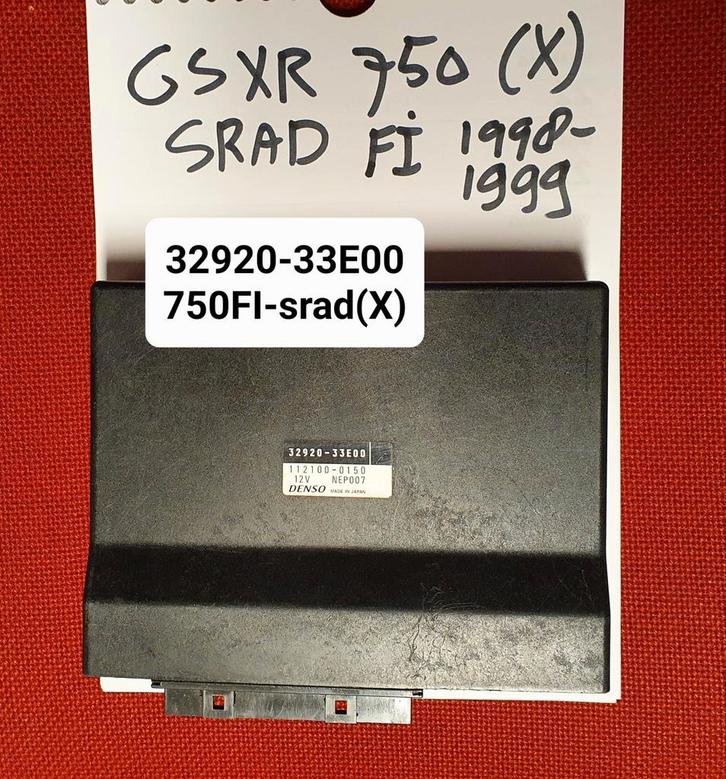 GSXR 750 (X)
SRAD Fi 1998-
1999
32920-33E00
750FI-srad(X)
32920-33E00
112100-0150
12V NEP007
DENSO MADE IN JAPAN